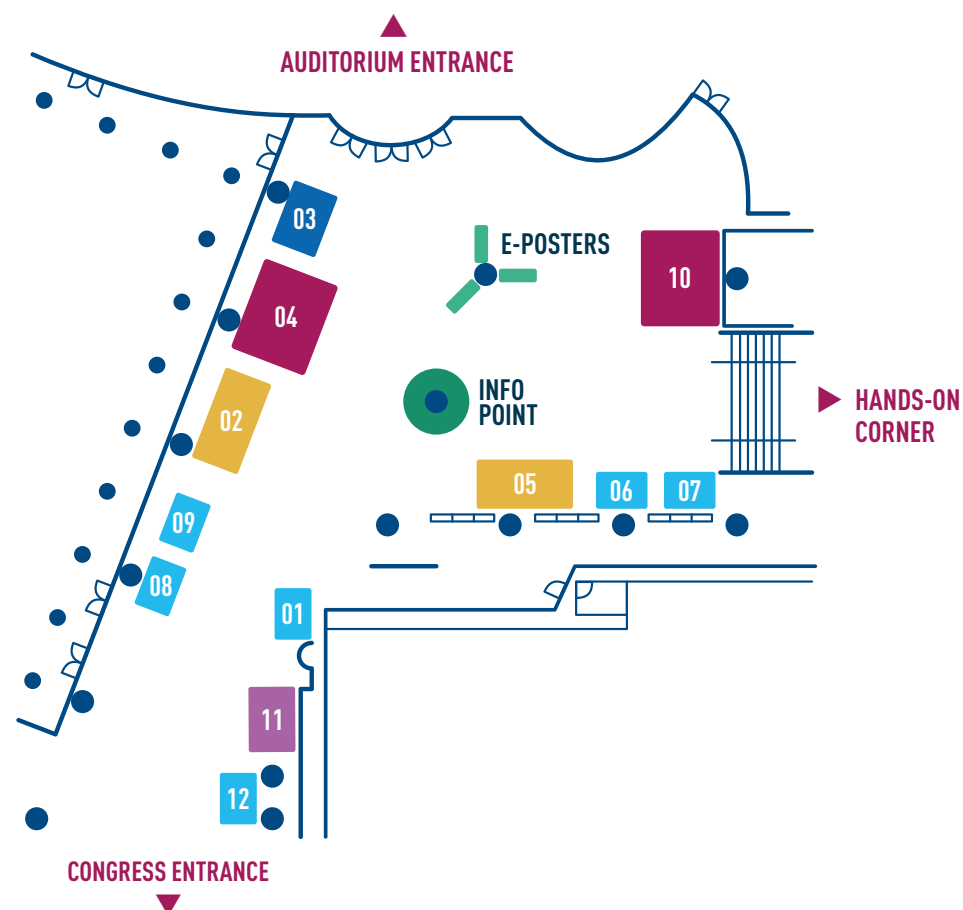 AUDITORIUM ENTRANCE
03
E-POSTERS
10
04
INFO
POINT
HANDS-ON
CORNER
02
05
06
07
09
08
01
11
12
CONGRESS ENTRANCE